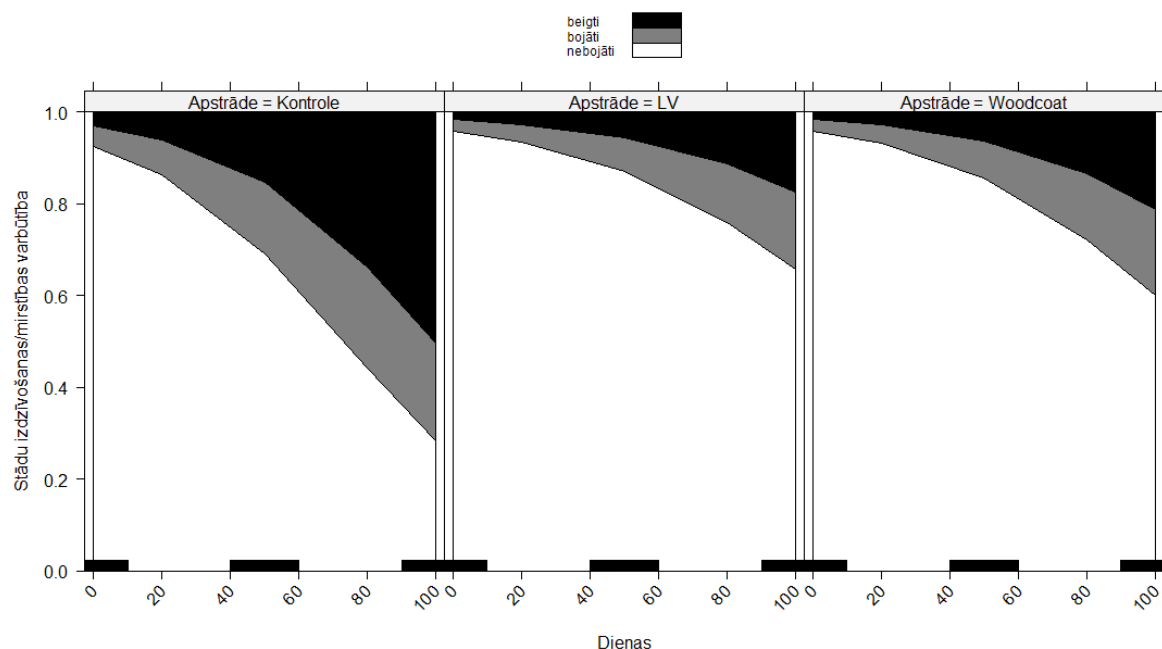 beigti
bojāti
nebojāti
Apstrāde = Kontrole
Apstrāde = LV
Apstrāde = Woodcoat
Stādu izdzīvošanas/mirstības varbūtība
1.0
0.8
0.6
0.4
0.2
0.0
0 20 40 60 80 100
0 20 40 60 80 100
0 20 40 60 80 100
Dienas